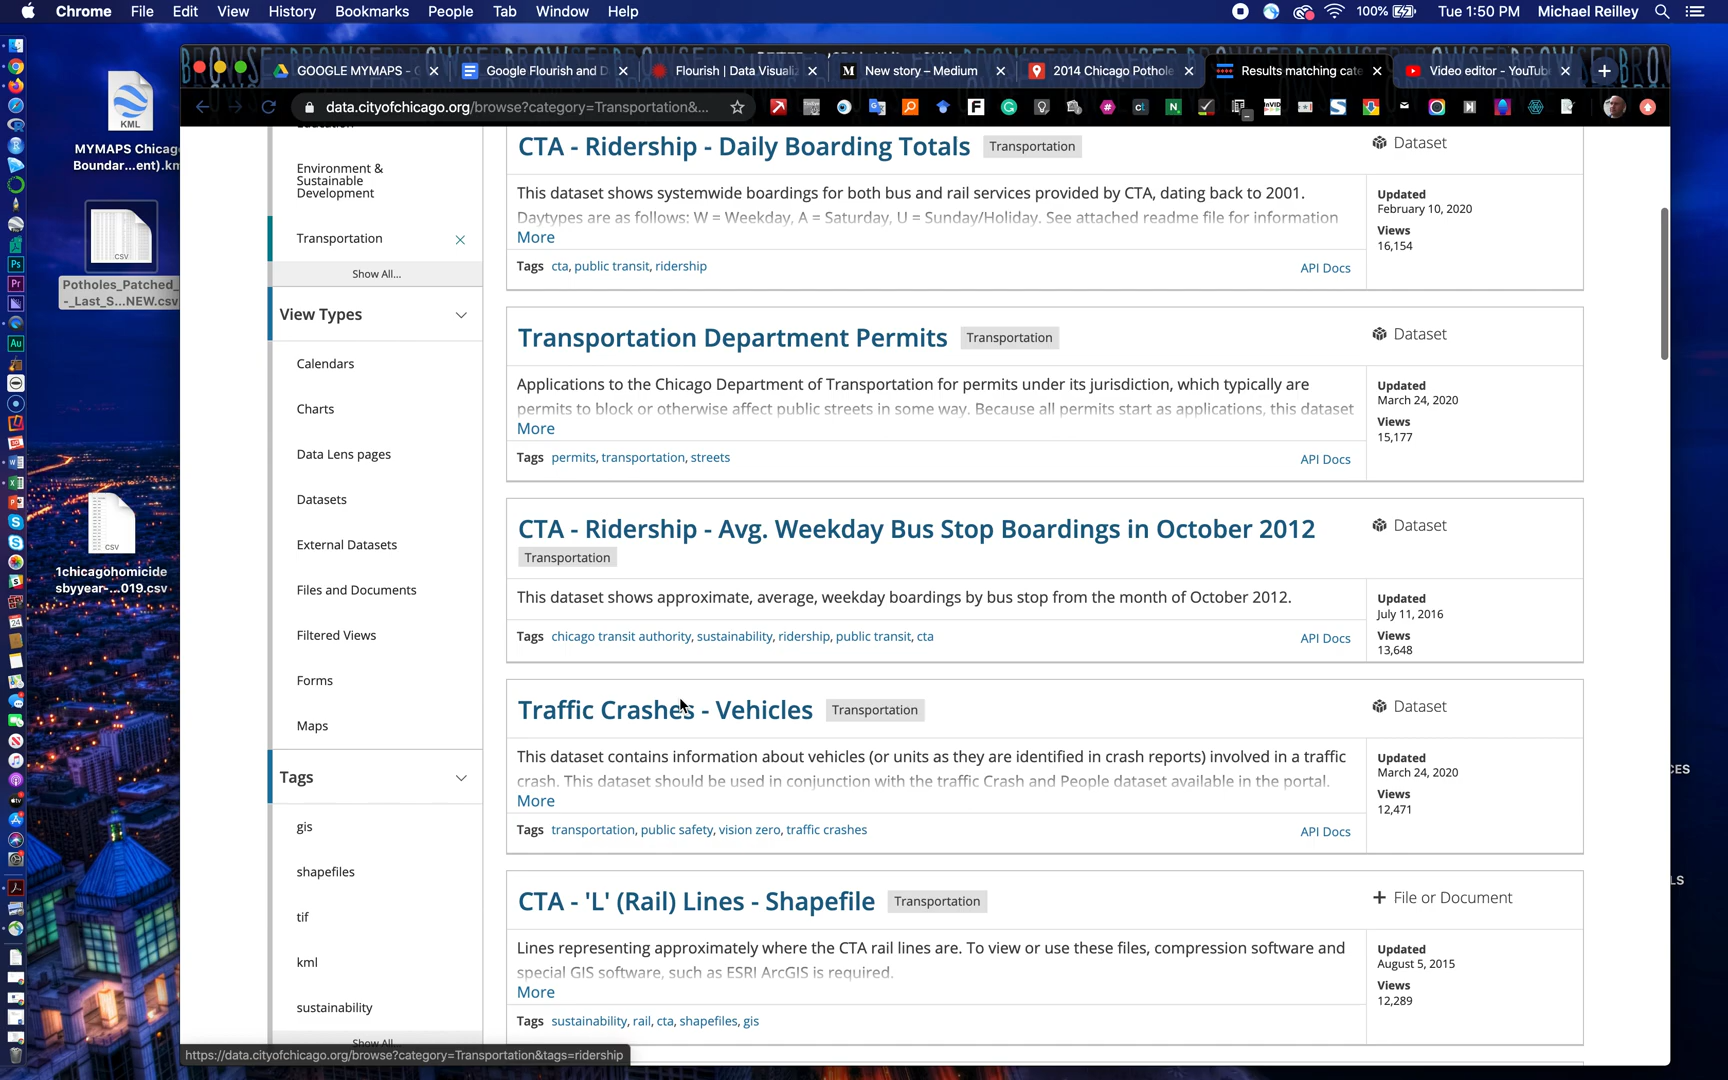 Chrome File Edit View History Bookmarks People Tab Window Help
100% Tue 1:50 PM Michael Reilley
GOOGLE MYMAPS -
Google Flourish and
Flourish | Data Visualiz
New story – Medium
2014 Chicago Pothole
Results matching cate
Video editor - YouTub
data.cityofchicago.org/browse?category=Transportation&...
KML
MYMAPS Chicag
Boundar...ent).km
CSV
Potholes_Patched_
-_Last_S...NEW.csv
CSV
1chicagohomicide
sbyyear-...019.csv
Environment &
Sustainable
Development
Transportation
Show All...
View Types
Calendars
Charts
Data Lens pages
Datasets
External Datasets
Files and Documents
Filtered Views
Forms
Maps
Tags
gis
shapefiles
tif
kml
sustainability
Show All
CTA - Ridership - Daily Boarding Totals Transportation
Dataset
This dataset shows systemwide boardings for both bus and rail services provided by CTA, dating back to 2001.
Daytypes are as follows: W = Weekday, A = Saturday, U = Sunday/Holiday. See attached readme file for information
More
Tags cta, public transit, ridership
API Docs
Updated
February 10, 2020
Views
16,154
Transportation Department Permits Transportation
Dataset
Applications to the Chicago Department of Transportation for permits under its jurisdiction, which typically are
permits to block or otherwise affect public streets in some way. Because all permits start as applications, this dataset
More
Tags permits, transportation, streets
API Docs
Updated
March 24, 2020
Views
15,177
CTA - Ridership - Avg. Weekday Bus Stop Boardings in October 2012
Transportation
Dataset
This dataset shows approximate, average, weekday boardings by bus stop from the month of October 2012.
Tags chicago transit authority, sustainability, ridership, public transit, cta
API Docs
Updated
July 11, 2016
Views
13,648
Traffic Crashes - Vehicles Transportation
Dataset
This dataset contains information about vehicles (or units as they are identified in crash reports) involved in a traffic
crash. This dataset should be used in conjunction with the traffic Crash and People dataset available in the portal.
More
Tags transportation, public safety, vision zero, traffic crashes
API Docs
Updated
March 24, 2020
Views
12,471
CTA - 'L' (Rail) Lines - Shapefile Transportation
File or Document
Lines representing approximately where the CTA rail lines are. To view or use these files, compression software and
special GIS software, such as ESRI ArcGIS is required.
More
Tags sustainability, rail, cta, shapefiles, gis
Updated
August 5, 2015
Views
12,289
https://data.cityofchicago.org/browse?category=Transportation&tags=ridership